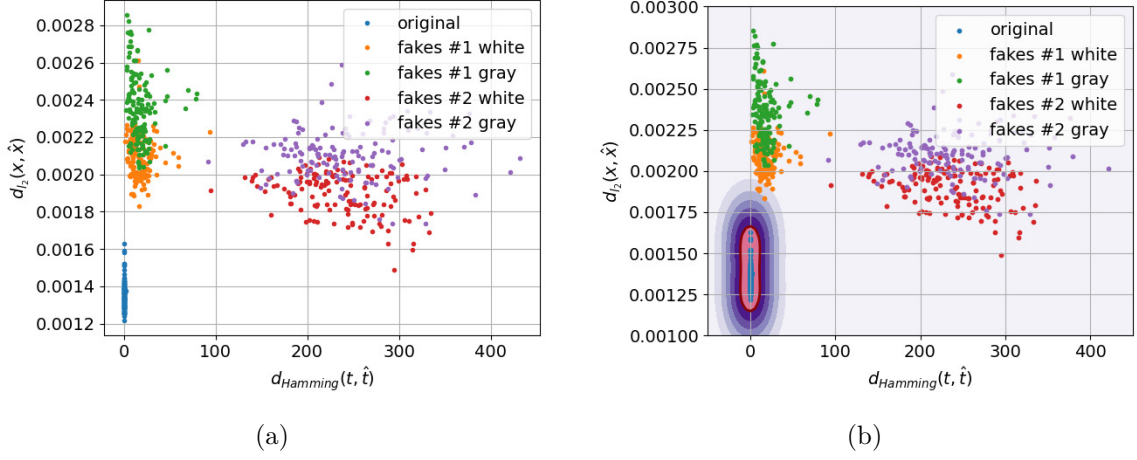 0.0028
0.0026
0.0024
0.0022
0.0020
0.0018
0.0016
0.0014
0.0012
d_{l_2}(x, x̂)
0 100 200 300 400
d_{Hamming}(t, t̂)
original
fakes #1 white
fakes #1 gray
fakes #2 white
fakes #2 gray
(a)
0.00300
0.00275
0.00250
0.00225
0.00200
0.00175
0.00150
0.00125
0.00100
d_{l_2}(x, x̂)
0 100 200 300 400
d_{Hamming}(t, t̂)
original
fakes #1 white
fakes #1 gray
fakes #2 white
fakes #2 gray
(b)